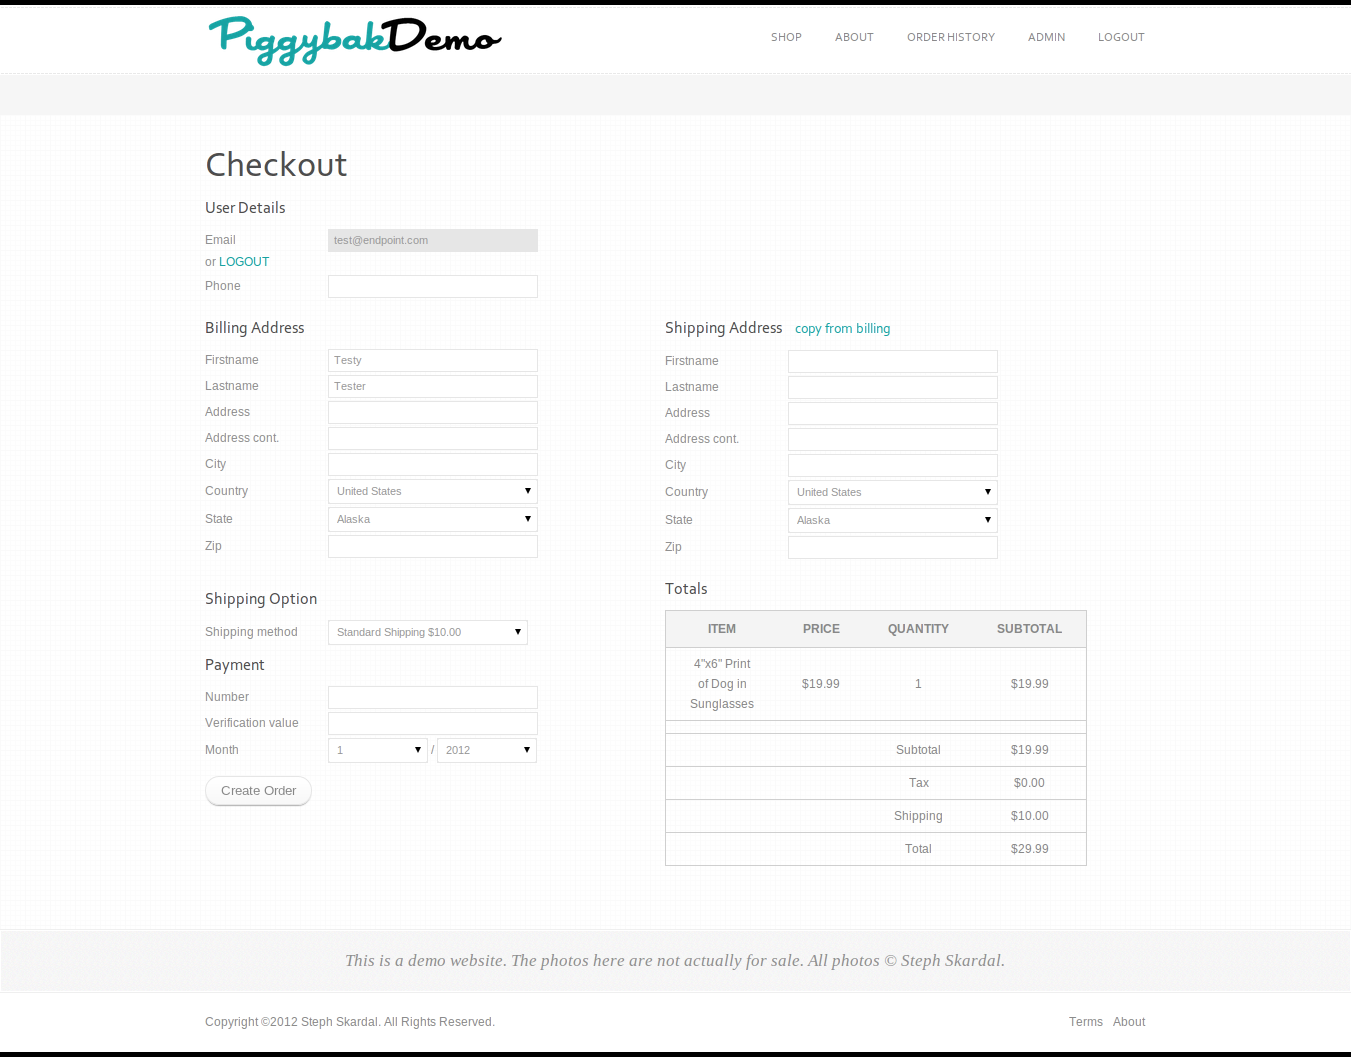 PiggybakDemo
SHOP ABOUT ORDER HISTORY ADMIN LOGOUT
Checkout
User Details
Email test@endpoint.com
or LOGOUT
Phone
Billing Address
Firstname Testy
Lastname Tester
Address
Address cont.
City
Country United States
State Alaska
Zip
Shipping Address copy from billing
Firstname
Lastname
Address
Address cont.
City
Country United States
State Alaska
Zip
Shipping Option
Shipping method Standard Shipping $10.00
Payment
Number
Verification value
Month 1 / 2012
Create Order
Totals
ITEM PRICE QUANTITY SUBTOTAL
4"x6" Print
of Dog in $19.99 1 $19.99
Sunglasses
Subtotal $19.99
Tax $0.00
Shipping $10.00
Total $29.99
This is a demo website. The photos here are not actually for sale. All photos © Steph Skardal.
Copyright ©2012 Steph Skardal. All Rights Reserved.
Terms About